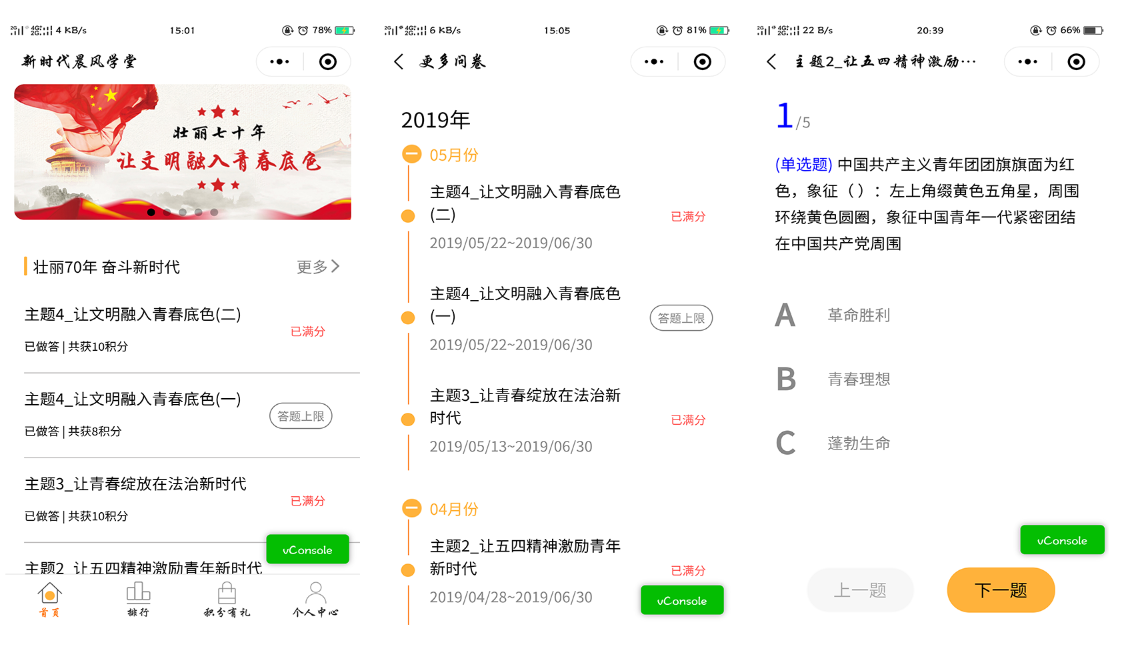 4 KB/s
15:01
78%
新时代晨风学堂
壮丽七十年
让文明融入青春底色
壮丽70年 奋斗新时代
更多
主题4_让文明融入青春底色(二)
已满分
已做答 | 共获10积分
主题4_让文明融入青春底色(一)
答题上限
已做答 | 共获8积分
主题3_让青春绽放在法治新时代
已满分
已做答 | 共获10积分
vConsole
主题2_让五四精神激励青年新时代
首页
排行
积分有礼
个人中心
6 KB/s
15:05
81%
更多问卷
2019年
05月份
主题4_让文明融入青春底色
(二)
已满分
2019/05/22~2019/06/30
主题4_让文明融入青春底色
(一)
答题上限
2019/05/22~2019/06/30
主题3_让青春绽放在法治新
时代
已满分
2019/05/13~2019/06/30
04月份
主题2_让五四精神激励青年
新时代
已满分
2019/04/28~2019/06/30
vConsole
22 B/s
20:39
66%
主题2_让五四精神激励···
1/5
(单选题) 中国共产主义青年团团旗旗面为红
色，象征（ ）：左上角缀黄色五角星，周围
环绕黄色圆圈，象征中国青年一代紧密团结
在中国共产党周围
A 革命胜利
B 青春理想
C 蓬勃生命
vConsole
上一题
下一题